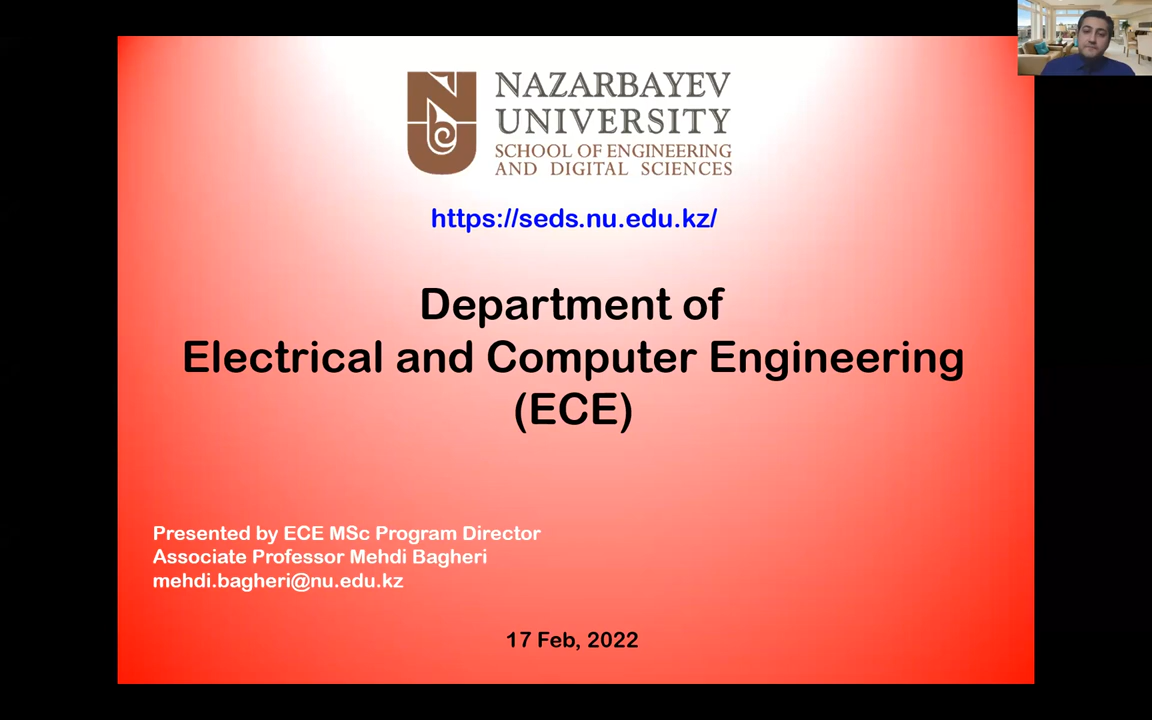 NAZARBAYEV
UNIVERSITY
SCHOOL OF ENGINEERING
AND DIGITAL SCIENCES
https://seds.nu.edu.kz/
Department of
Electrical and Computer Engineering
(ECE)
Presented by ECE MSc Program Director
Associate Professor Mehdi Bagheri
mehdi.bagheri@nu.edu.kz
17 Feb, 2022